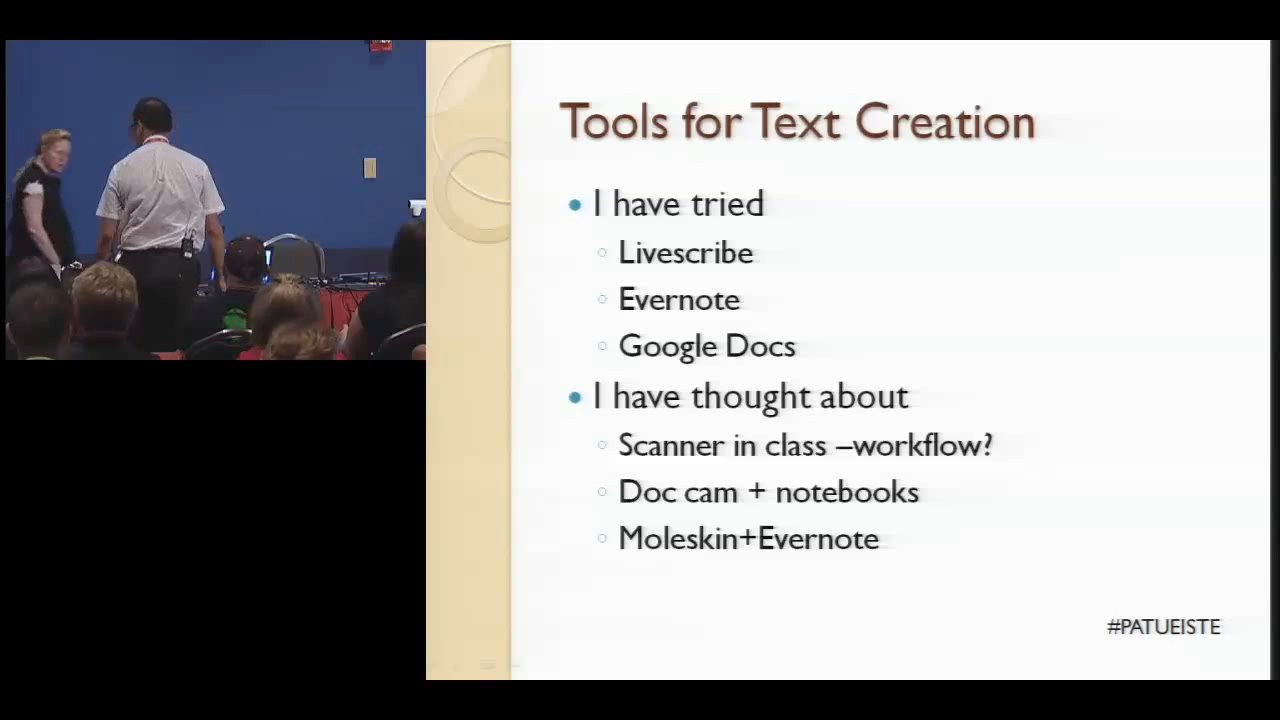 Tools for Text Creation
I have tried
Livescribe
Evernote
Google Docs
I have thought about
Scanner in class –workflow?
Doc cam + notebooks
Moleskin+Evernote
#PATUEISTE